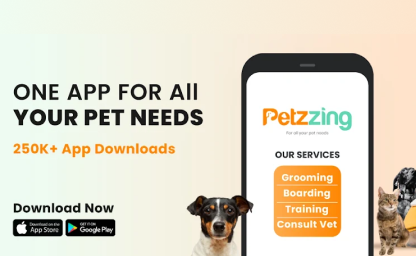 ONE APP FOR All
YOUR PET NEEDS
250K+ App Downloads
Download Now
Download on the
App Store
GET IT ON
Google Play
Petzzing
For all your pet needs
OUR SERVICES
Grooming
Boarding
Training
Consult Vet